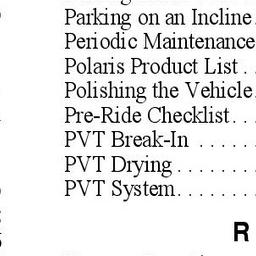 Parking on an Incline.
Periodic Maintenance
Polaris Product List . .
Polishing the Vehicle.
Pre-Ride Checklist. . .
PVT Break-In . . . . . .
PVT Drying . . . . . . .
PVT System. . . . . . .
R